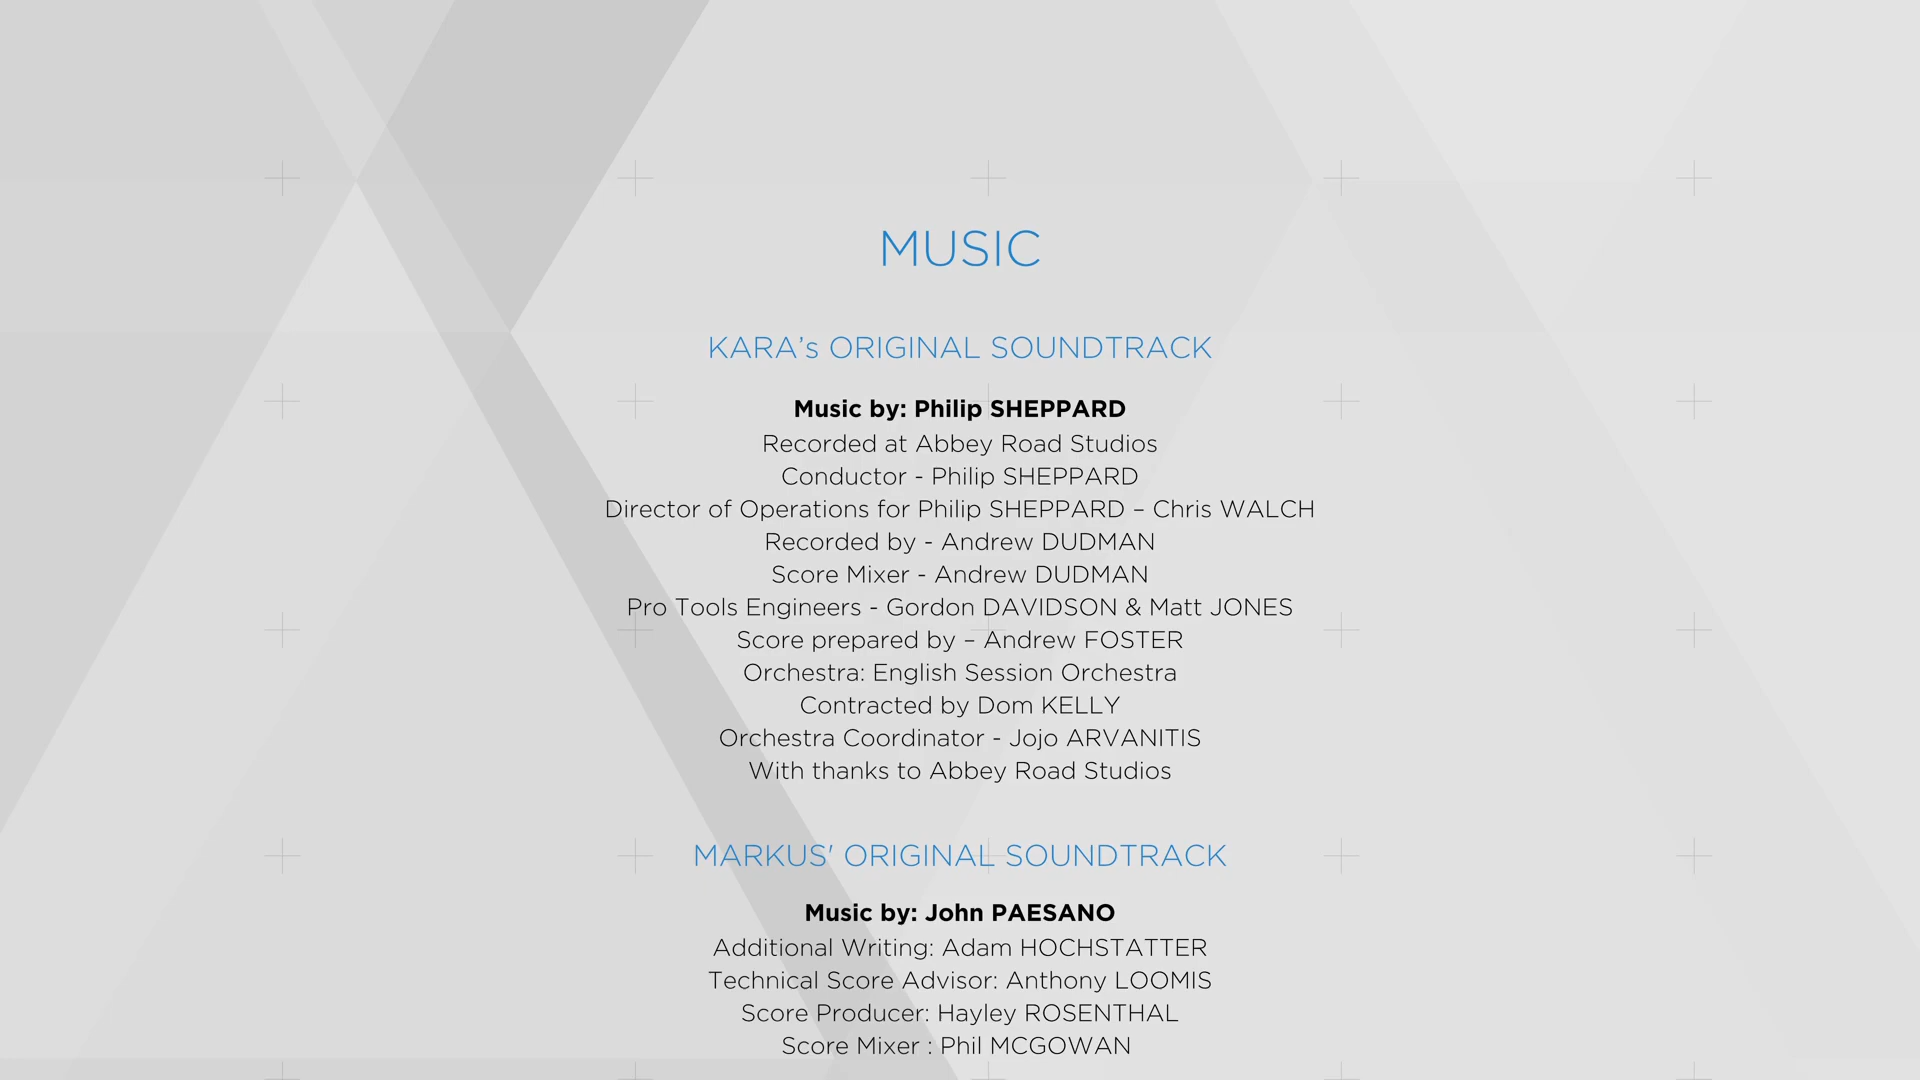 MUSIC
KARA’s ORIGINAL SOUNDTRACK
Music by: Philip SHEPPARD
Recorded at Abbey Road Studios
Conductor - Philip SHEPPARD
Director of Operations for Philip SHEPPARD – Chris WALCH
Recorded by - Andrew DUDMAN
Score Mixer - Andrew DUDMAN
Pro Tools Engineers - Gordon DAVIDSON & Matt JONES
Score prepared by – Andrew FOSTER
Orchestra: English Session Orchestra
Contracted by Dom KELLY
Orchestra Coordinator - Jojo ARVANITIS
With thanks to Abbey Road Studios
MARKUS' ORIGINAL SOUNDTRACK
Music by: John PAESANO
Additional Writing: Adam HOCHSTATTER
Technical Score Advisor: Anthony LOOMIS
Score Producer: Hayley ROSENTHAL
Score Mixer : Phil MCGOWAN